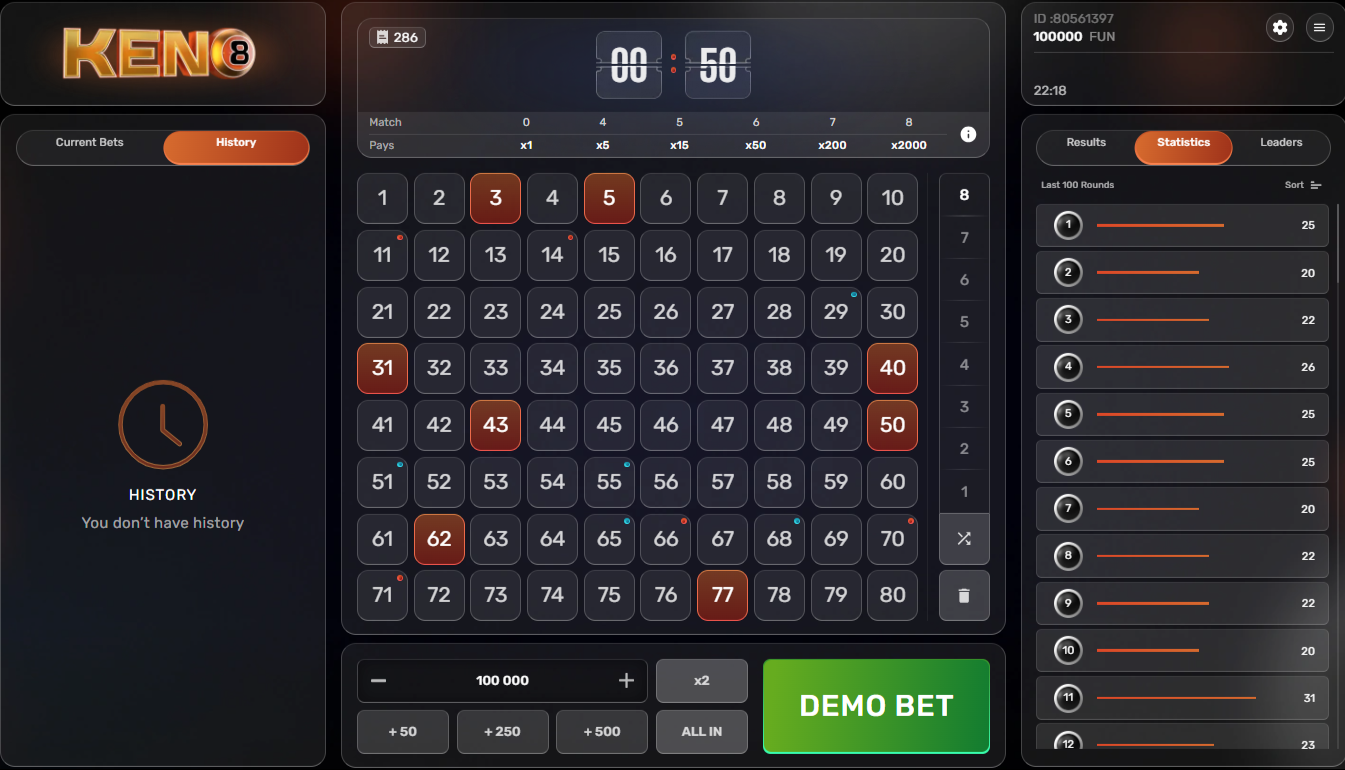 KENO 8
Current Bets
History
HISTORY
You don't have history
286
00 : 50
Match 0 4 5 6 7 8
Pays x1 x5 x15 x50 x200 x2000
1 2 3 4 5 6 7 8 9 10
11 12 13 14 15 16 17 18 19 20
21 22 23 24 25 26 27 28 29 30
31 32 33 34 35 36 37 38 39 40
41 42 43 44 45 46 47 48 49 50
51 52 53 54 55 56 57 58 59 60
61 62 63 64 65 66 67 68 69 70
71 72 73 74 75 76 77 78 79 80
8
7
6
5
4
3
2
1
100 000
x2
+ 50
+ 250
+ 500
ALL IN
DEMO BET
ID :80561397
100000 FUN
22:18
Results
Statistics
Leaders
Last 100 Rounds
Sort
1 25
2 20
3 22
4 26
5 25
6 25
7 20
8 22
9 22
10 20
11 31
12 23